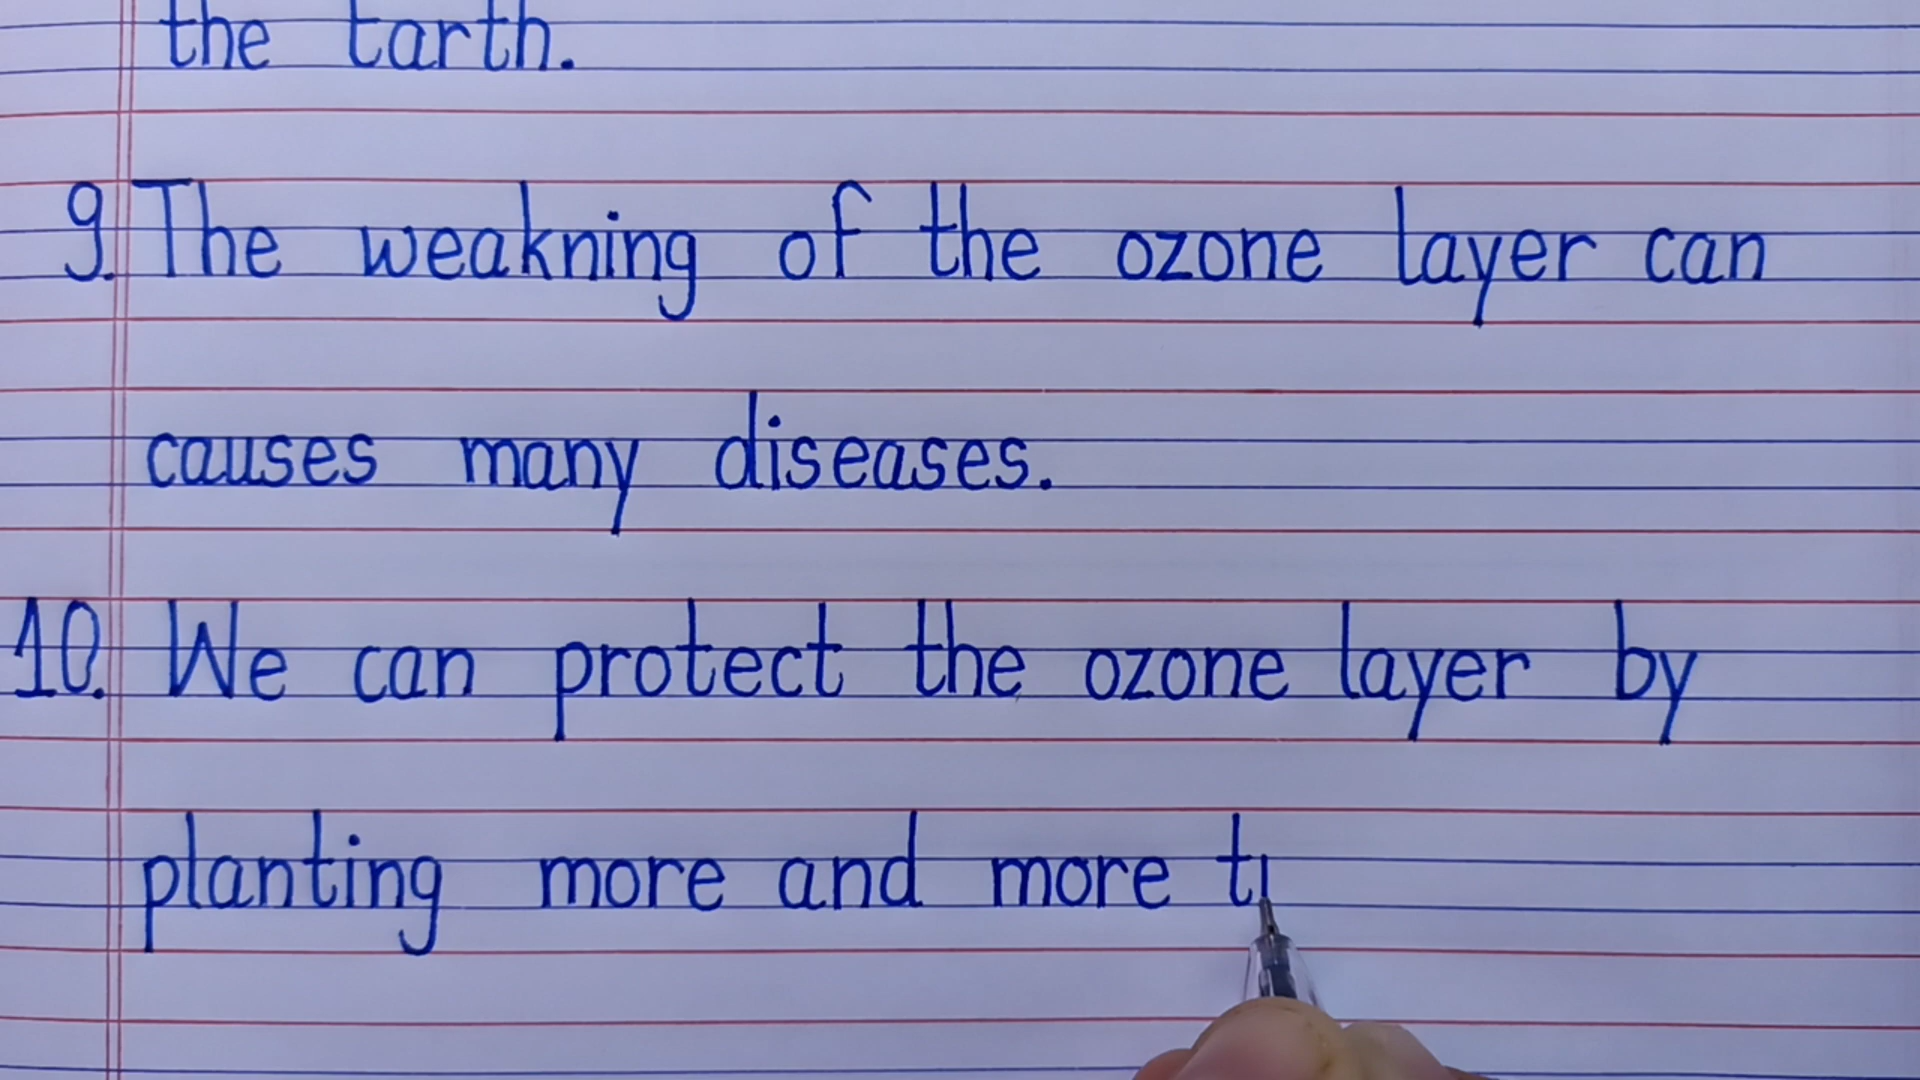 the Earth.
9. The weakning of the ozone layer can
causes many diseases.
10. We can protect the ozone layer by
planting more and more